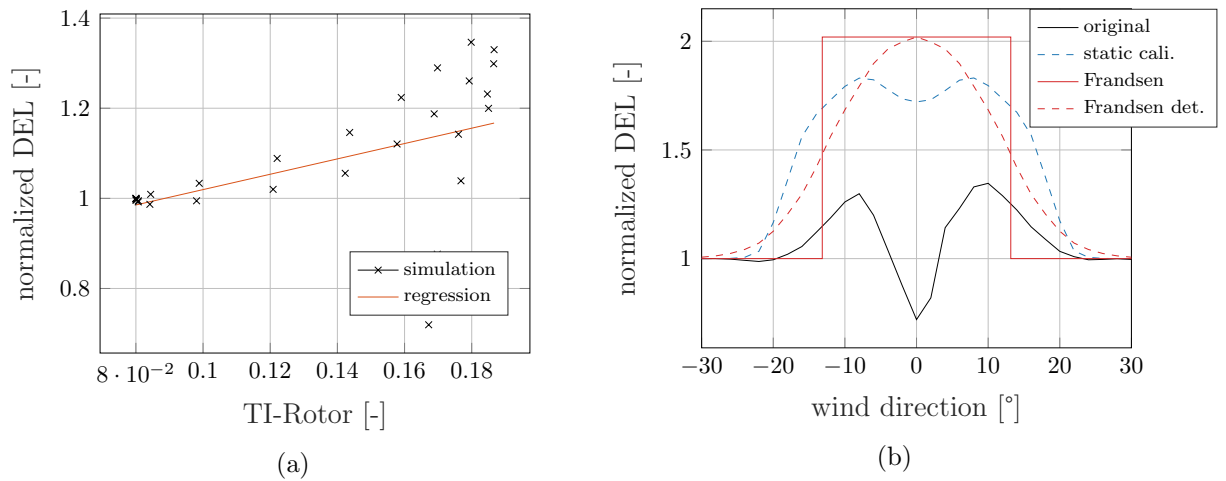 1.4
1.2
1
0.8
normalized DEL [-]
8 · 10⁻² 0.1 0.12 0.14 0.16 0.18
TI-Rotor [-]
simulation
regression
(a)
2
1.5
1
normalized DEL [-]
−30 −20 −10 0 10 20 30
wind direction [°]
original
static cali.
Frandsen
Frandsen det.
(b)